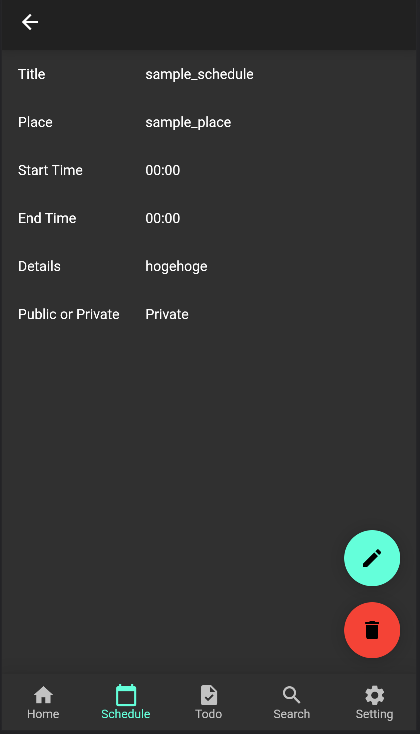 Title sample_schedule
Place sample_place
Start Time 00:00
End Time 00:00
Details hogehoge
Public or Private Private
Home Schedule Todo Search Setting